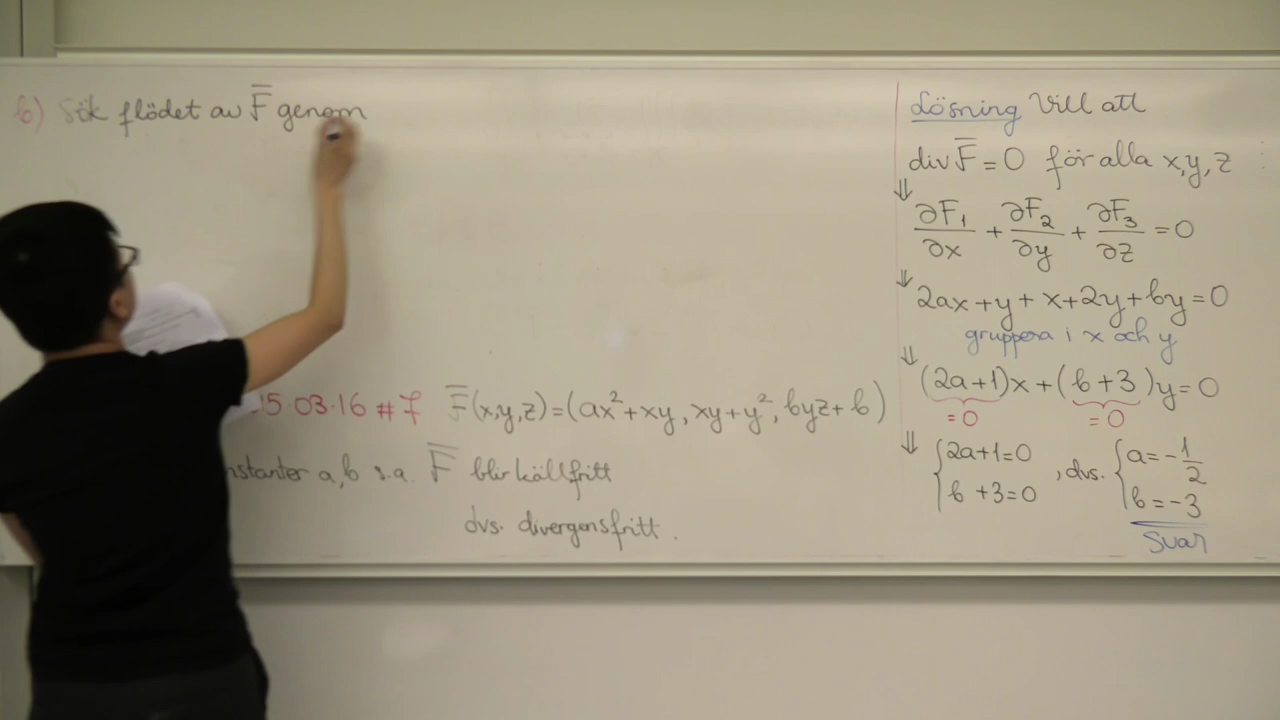 b) Sök flödet av F̅ genom
15.03.16 #7 F̅(x,y,z)=(ax²+xy, xy+y², byz+b)
a,b s.a. F̅ blir källfritt
dvs. divergensfritt.
Lösning Vill att
div F̅ = 0 för alla x,y,z
⇓ ∂F₁/∂x + ∂F₂/∂y + ∂F₃/∂z = 0
⇓ 2ax+y+x+2y+by=0
gruppera i x och y
⇓ (2a+1)x+(b+3)y=0
=0 =0
⇓ {2a+1=0 , b+3=0 , dvs. {a=-1/2 , b=-3
Svar